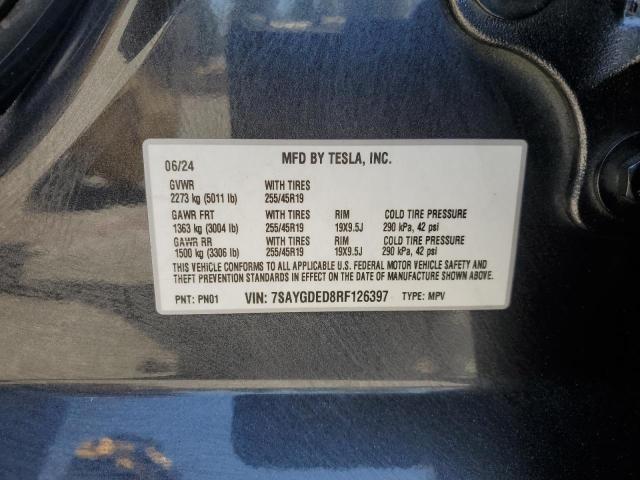 06/24 MFD BY TESLA, INC.
GVWR WITH TIRES
2273 kg (5011 lb) 255/45R19
GAWR FRT WITH TIRES RIM COLD TIRE PRESSURE
1363 kg (3004 lb) 255/45R19 19X9.5J 290 kPa, 42 psi
GAWR RR WITH TIRES RIM COLD TIRE PRESSURE
1500 kg (3306 lb) 255/45R19 19X9.5J 290 kPa, 42 psi
THIS VEHICLE CONFORMS TO ALL APPLICABLE U.S. FEDERAL MOTOR VEHICLE SAFETY AND
THEFT PREVENTION STANDARDS IN EFFECT ON THE DATE OF MANUFACTURE SHOWN ABOVE.
PNT: PN01 VIN: 7SAYGDED8RF126397 TYPE: MPV